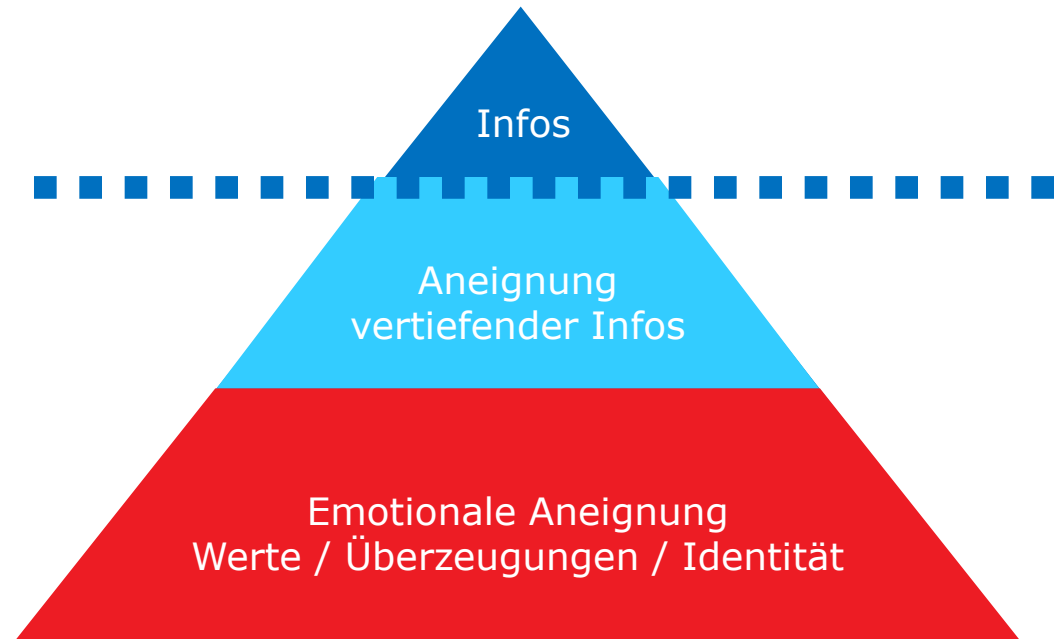 Infos
Aneignung
vertiefender Infos
Emotionale Aneignung
Werte / Überzeugungen / Identität